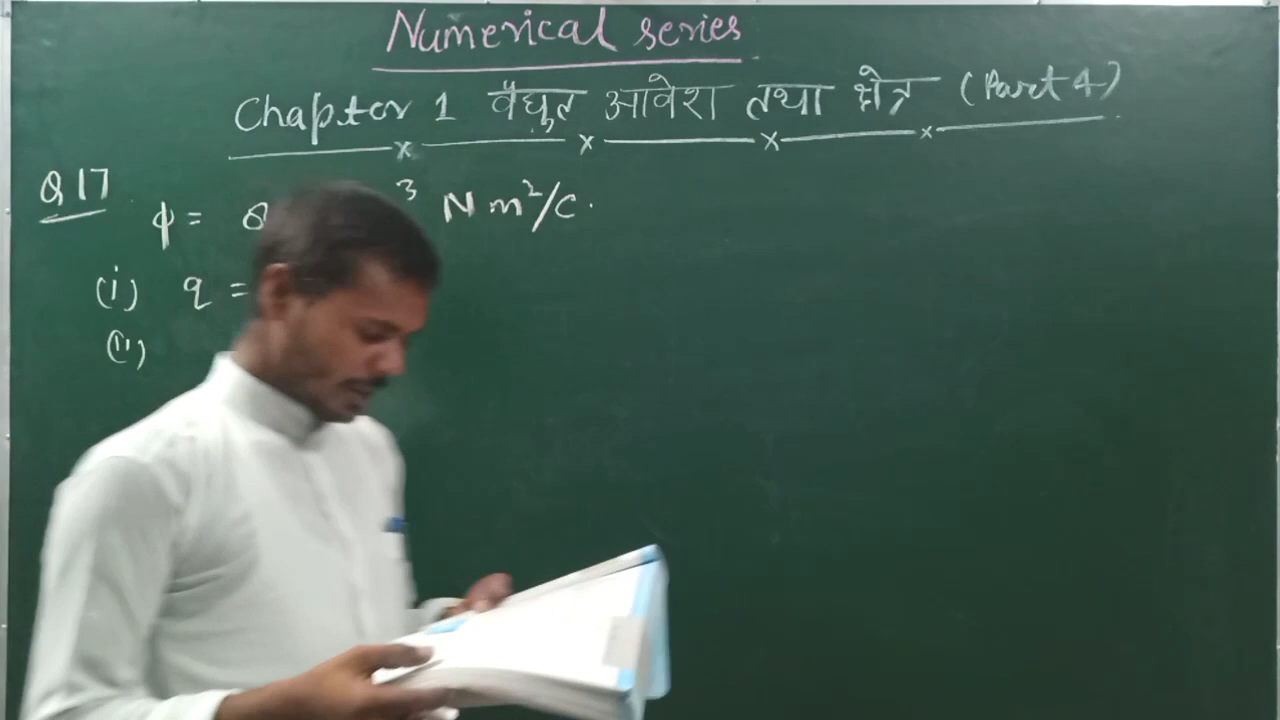 Numerical series
Chapter 1 वैद्युत आवेश तथा क्षेत्र (Part 4)
Q 17
ϕ = 8 3 N m²/C.
(i) q =
(ii)